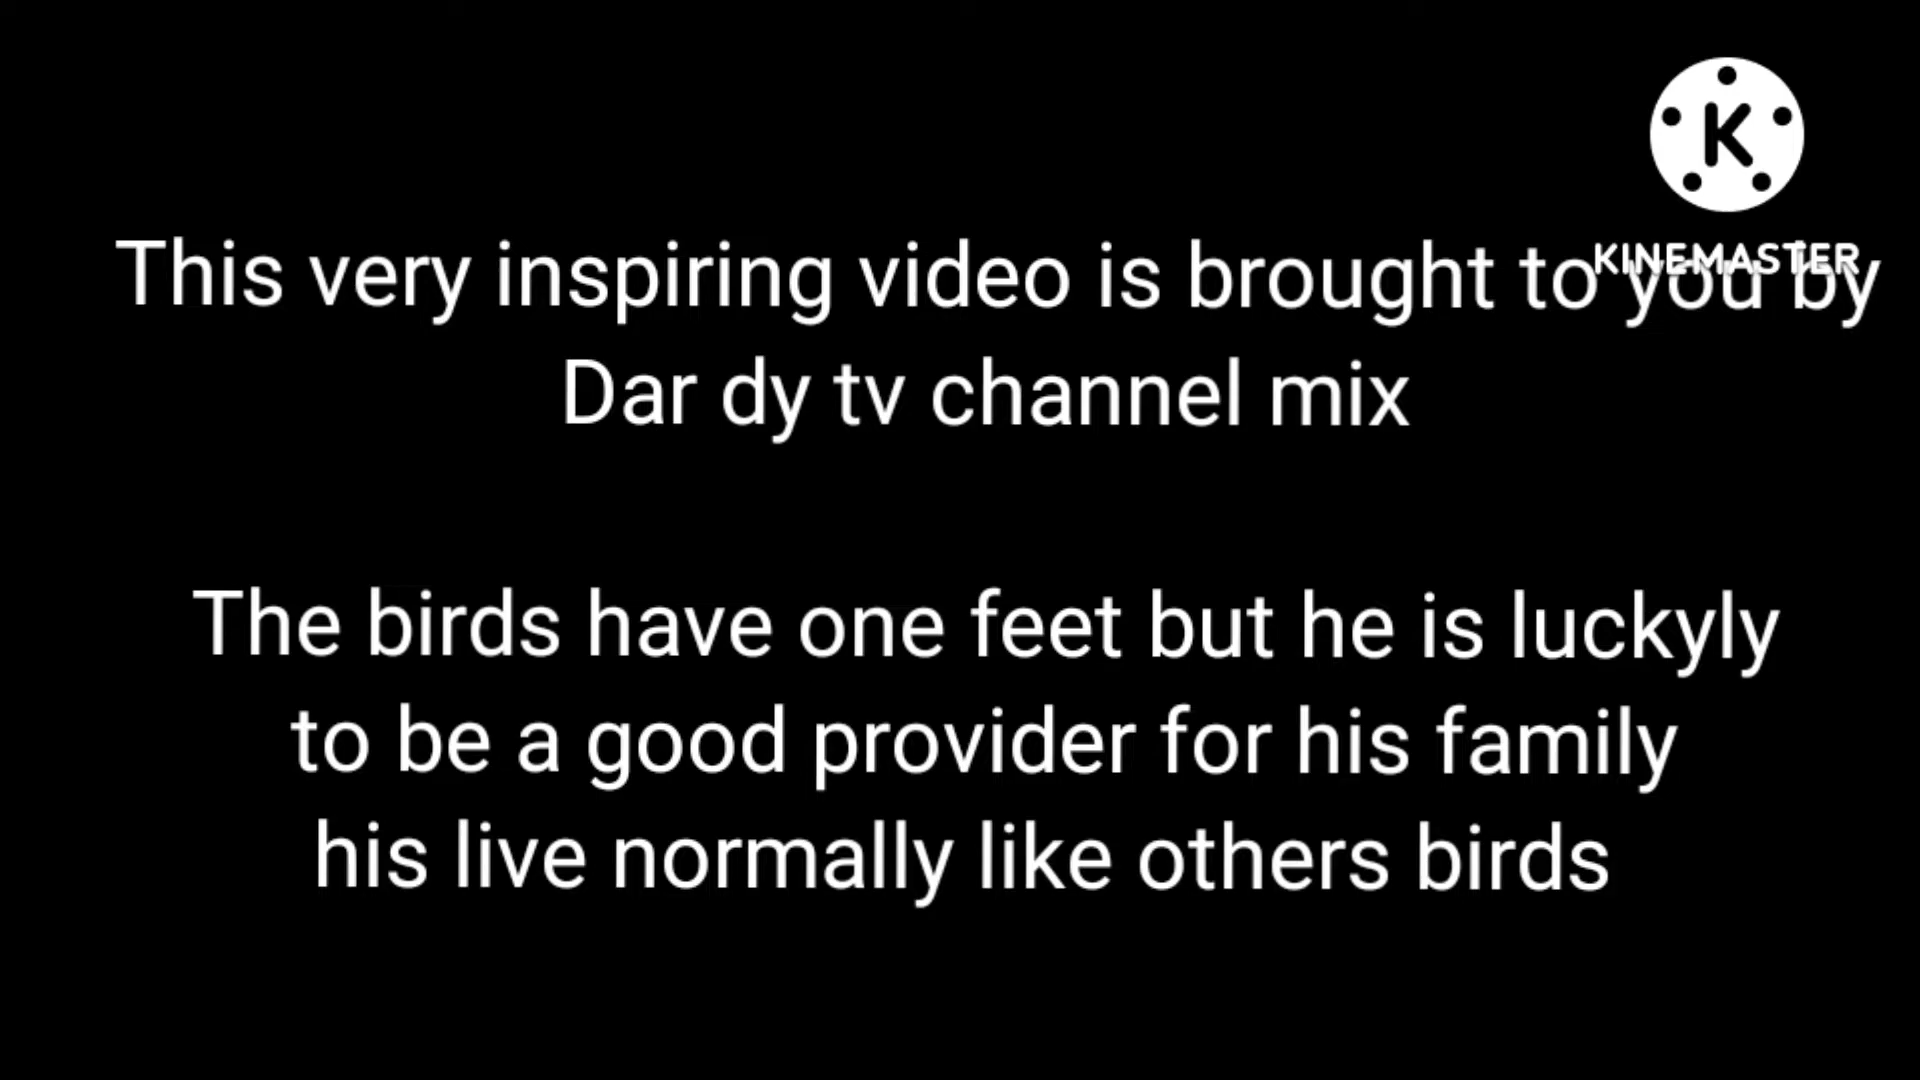 K
KINEMASTER
This very inspiring video is brought to you by
Dar dy tv channel mix
The birds have one feet but he is luckyly
to be a good provider for his family
his live normally like others birds